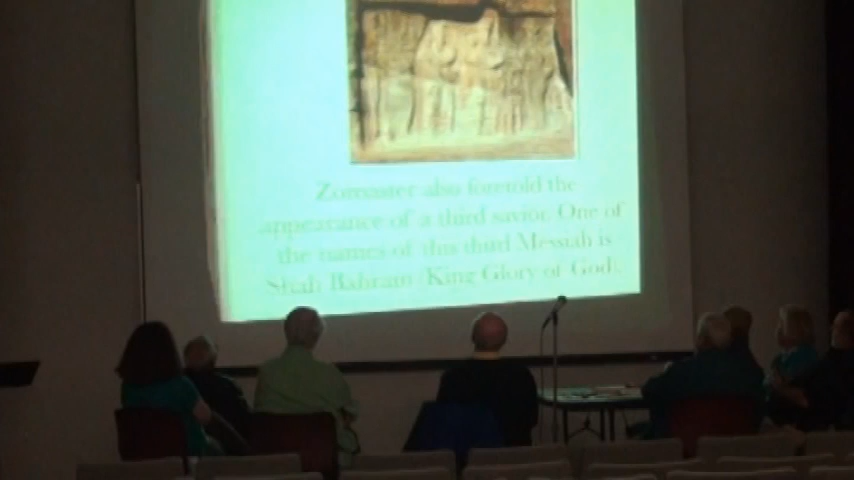 Zoroaster also foretold the
appearance of a third savior. One of
the names of this third Messiah is
Shah Bahram (King Glory of God).